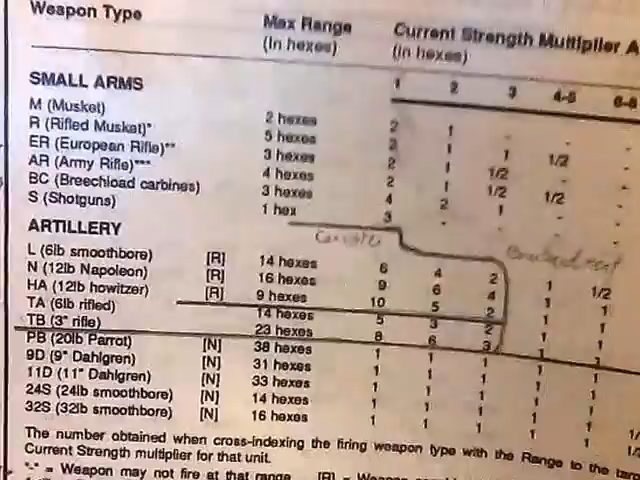 Weapon Type Max Range Current Strength Multiplier A
(in hexes) (in hexes)
1 2 3 4-5 6-8
SMALL ARMS
M (Musket) 2 hexes 2 1 - - -
R (Rifled Musket)* 5 hexes 2 1 1 1/2 -
ER (European Rifle)** 3 hexes 2 1 1/2 - -
AR (Army Rifle)*** 4 hexes 2 1 1/2 1/2 -
BC (Breechload carbines) 3 hexes 4 2 1 - -
S (Shotguns) 1 hex 3 - - - -
Canister
ARTILLERY
L (6lb smoothbore) [R] 14 hexes 6 4 2 1 1/2
N (12lb Napoleon) [R] 16 hexes 9 6 4 1 1
HA (12lb howitzer) [R] 9 hexes 10 5 2 1 1
TA (6lb rifled) 14 hexes 5 3 2 1 1
TB (3" rifle) 23 hexes 8 6 3 1 1
PB (20lb Parrot) [N] 38 hexes 1 1 1 1 1
9D (9" Dahlgren) [N] 31 hexes 1 1 1 1 1
11D (11" Dahlgren) [N] 33 hexes 1 1 1 1 1
24S (24lb smoothbore) [N] 14 hexes 1 1 1 1 1/
32S (32lb smoothbore) [N] 16 hexes 1 1 1 1 1/
The number obtained when cross-indexing the firing weapon type with the Range to the
Current Strength multiplier for that unit.
"-" = Weapon may not fire at that range [R] =